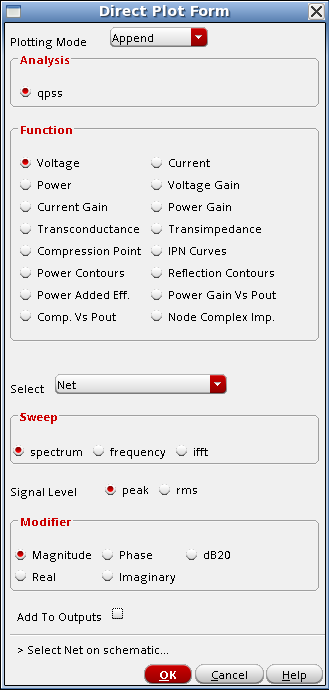 Direct Plot Form
Plotting Mode Append
Analysis
qpss
Function
Voltage Current
Power Voltage Gain
Current Gain Power Gain
Transconductance Transimpedance
Compression Point IPN Curves
Power Contours Reflection Contours
Power Added Eff. Power Gain Vs Pout
Comp. Vs Pout Node Complex Imp.
Select Net
Sweep
spectrum frequency ifft
Signal Level peak rms
Modifier
Magnitude Phase dB20
Real Imaginary
Add To Outputs
> Select Net on schematic...
OK Cancel Help